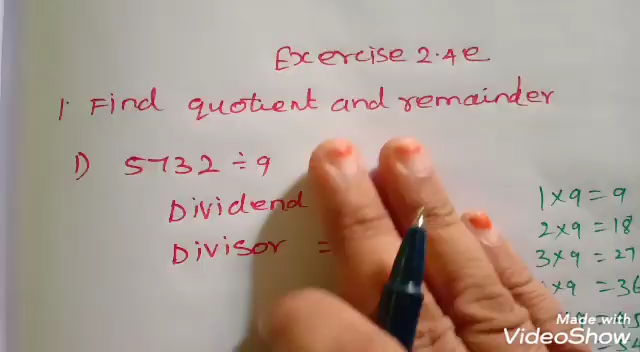 Exercise 2.4e
1. Find quotient and remainder
1) 5732 ÷ 9
Dividend
Divisor =
1 x 9 = 9
2 x 9 = 18
3 x 9 = 27
x 9 = 36
Made with
VideoShow